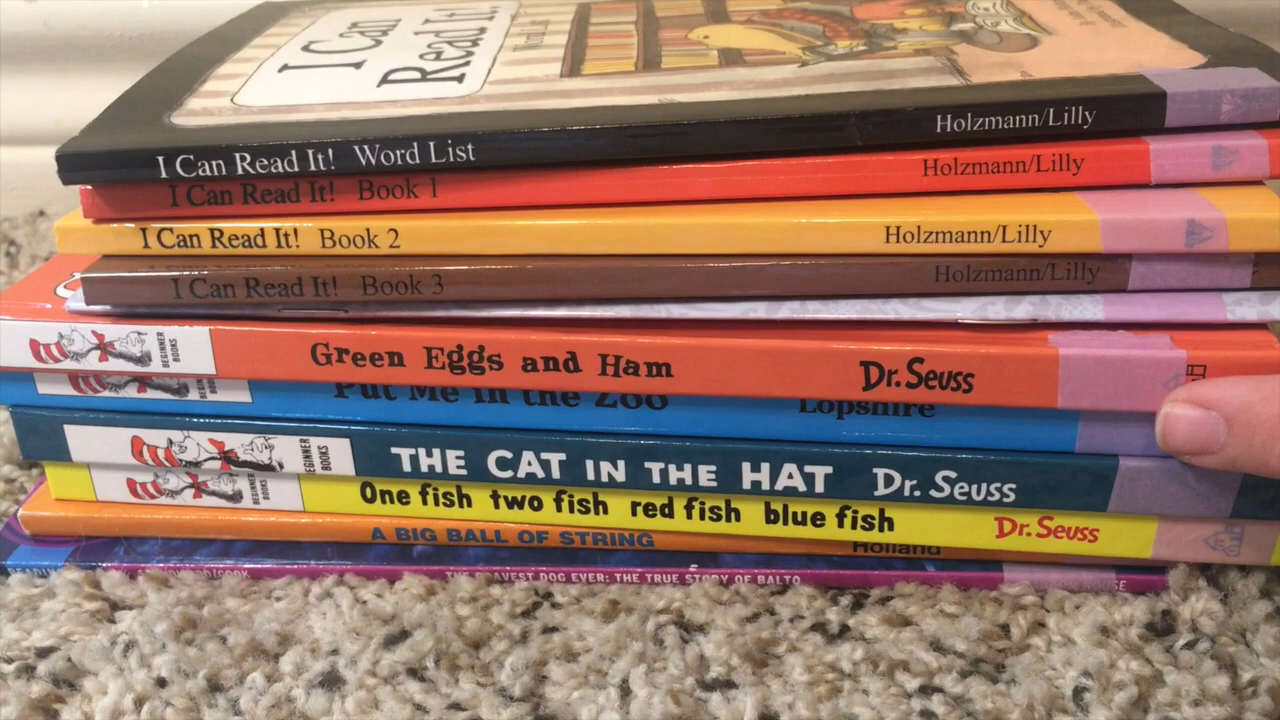 I Can
Read It!
Word List
I Can Read It! Word List Holzmann/Lilly
I Can Read It! Book 1 Holzmann/Lilly
I Can Read It! Book 2 Holzmann/Lilly
I Can Read It! Book 3 Holzmann/Lilly
BEGINNER BOOKS Green Eggs and Ham Dr. Seuss
Put Me in the Zoo Lopshire
BEGINNER BOOKS THE CAT IN THE HAT Dr. Seuss
BEGINNER BOOKS One fish two fish red fish blue fish Dr. Seuss
A BIG BALL OF STRING Holland
THE BRAVEST DOG EVER: THE TRUE STORY OF BALTO